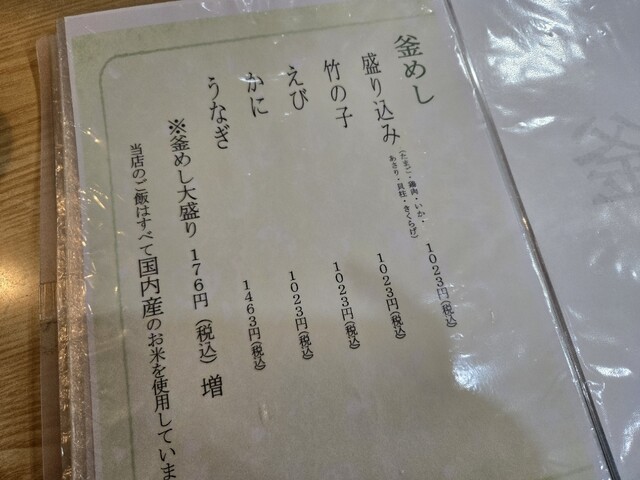 釜めし
盛り込み（たまご・鶏肉・いか・あさり・貝柱・きくらげ） 1023円（税込）
竹の子 1023円（税込）
えび 1023円（税込）
かに 1023円（税込）
うなぎ 1463円（税込）
※釜めし大盛り 176円（税込）増
当店のご飯はすべて国内産のお米を使用していま